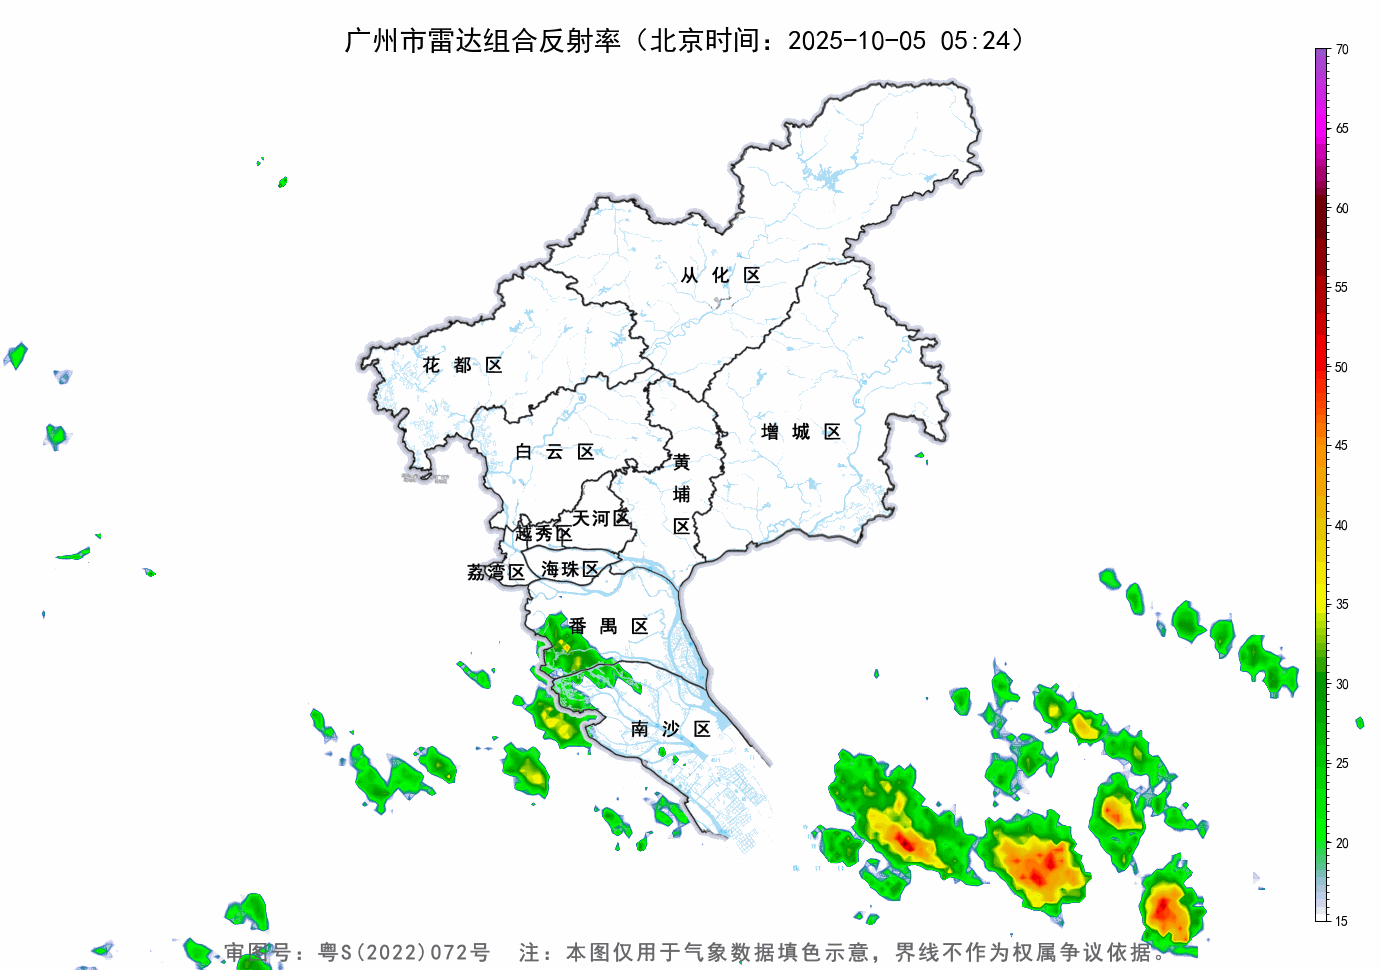 广州市雷达组合反射率（北京时间：2025-10-05 05:24）
70
65
60
55
50
45
40
35
30
25
20
15
从化区
花都区
增城区
白云区
黄埔区
天河区
越秀区
荔湾区
海珠区
番禺区
南沙区
审图号：粤S(2022)072号 注：本图仅用于气象数据填色示意，界线不作为权属争议依据。